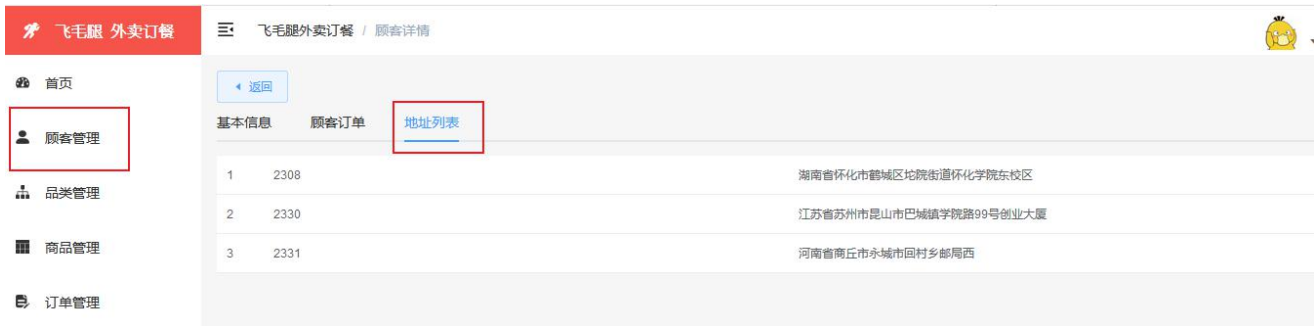 飞毛腿 外卖订餐
飞毛腿外卖订餐 / 顾客详情
首页
返回
顾客管理
基本信息 顾客订单 地址列表
品类管理
商品管理
订单管理
1 2308 湖南省怀化市鹤城区坨院街道怀化学院东校区
2 2330 江苏省苏州市昆山市巴城镇学院路99号创业大厦
3 2331 河南省商丘市永城市回村乡邮局西